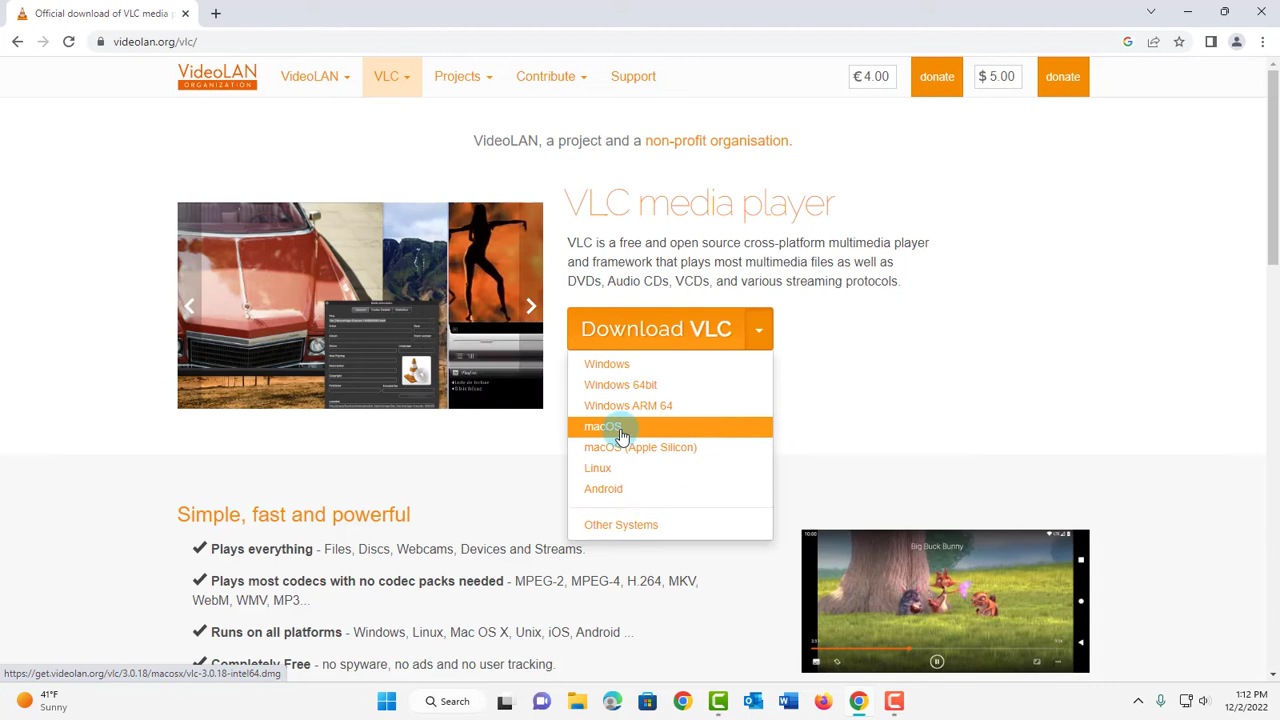 Official download of VLC media p
videolan.org/vlc/
VideoLAN
ORGANIZATION
VideoLAN
VLC
Projects
Contribute
Support
€ 4.00
donate
$ 5.00
donate
VideoLAN, a project and a non-profit organisation.
VLC media player
VLC is a free and open source cross-platform multimedia player
and framework that plays most multimedia files as well as
DVDs, Audio CDs, VCDs, and various streaming protocols.
Download VLC
Windows
Windows 64bit
Windows ARM 64
macOS
macOS (Apple Silicon)
Linux
Android
Other Systems
Simple, fast and powerful
Plays everything - Files, Discs, Webcams, Devices and Streams.
Plays most codecs with no codec packs needed - MPEG-2, MPEG-4, H.264, MKV,
WebM, WMV, MP3...
Runs on all platforms - Windows, Linux, Mac OS X, Unix, iOS, Android ...
Completely Free - no spyware, no ads and no user tracking.
Big Buck Bunny
https://get.videolan.org/vlc/3.0.18/macosx/vlc-3.0.18-intel64.dmg
41°F
Sunny
Search
1:12 PM
12/2/2022